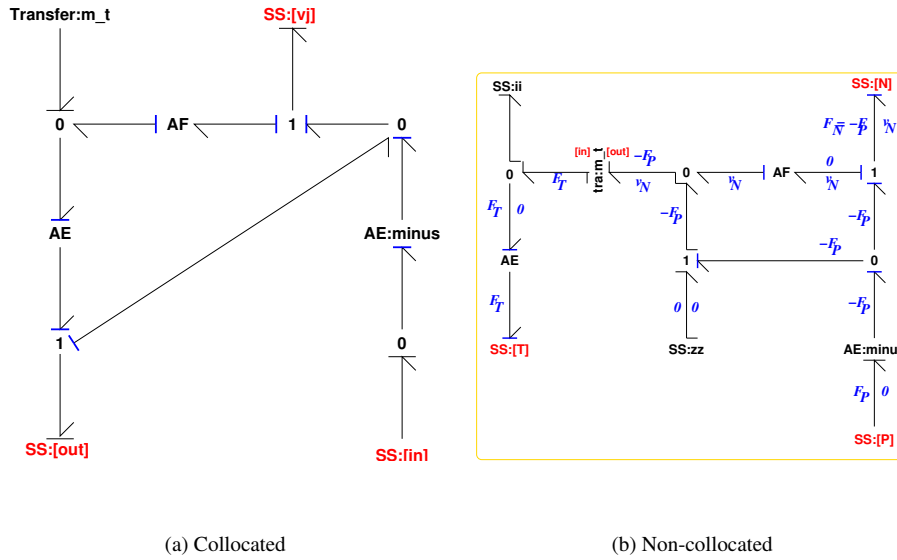 Transfer:m_t
SS:[vj]
0
AF
1
0
AE
AE:minus
1
0
SS:[out]
SS:[in]
(a) Collocated
SS:ii
SS:[N]
F_N = -F_P
v_N
[in]
[out]
tra:m_t
-F_P
0
0
F_T
v_N
0
v_N
AF
v_N
1
F_T
0
-F_P
-F_P
AE
1
-F_P
0
F_T
0
0
-F_P
SS:[T]
SS:zz
AE:minu
F_P
0
SS:[P]
(b) Non-collocated